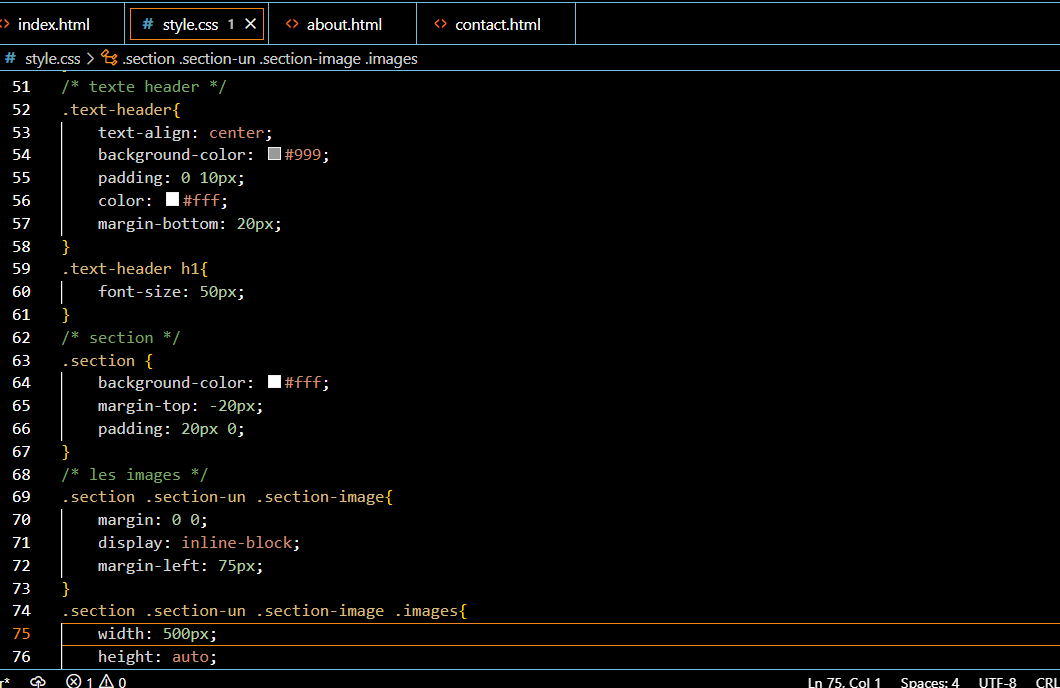 index.html # style.css 1 about.html contact.html
# style.css > .section .section-un .section-image .images
51 /* texte header */
52 .text-header{
53 text-align: center;
54 background-color: #999;
55 padding: 0 10px;
56 color: #fff;
57 margin-bottom: 20px;
58 }
59 .text-header h1{
60 font-size: 50px;
61 }
62 /* section */
63 .section {
64 background-color: #fff;
65 margin-top: -20px;
66 padding: 20px 0;
67 }
68 /* les images */
69 .section .section-un .section-image{
70 margin: 0 0;
71 display: inline-block;
72 margin-left: 75px;
73 }
74 .section .section-un .section-image .images{
75 width: 500px;
76 height: auto;
r* 1 0 Ln 75, Col 1 Spaces: 4 UTF-8 CRL